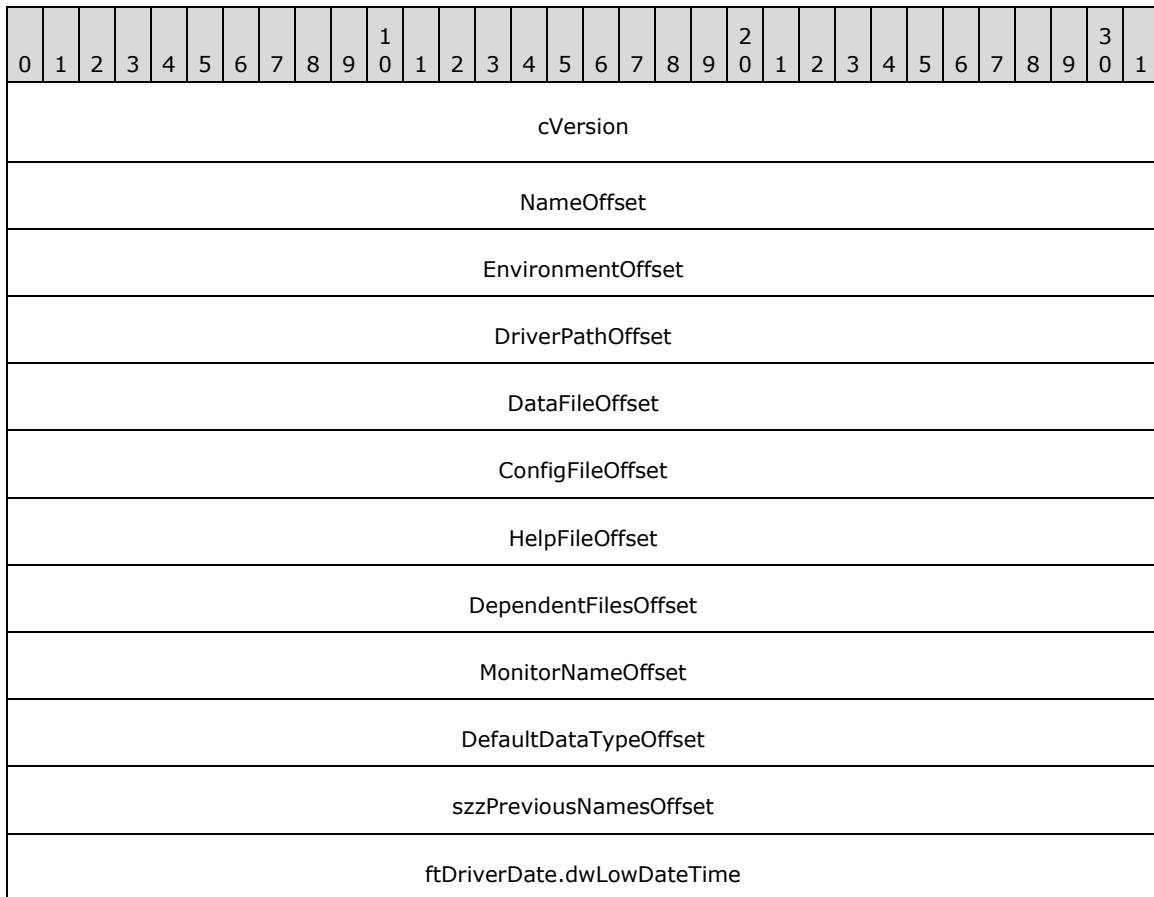 0 1 2 3 4 5 6 7 8 9 1 0 1 2 3 4 5 6 7 8 9 2 0 1 2 3 4 5 6 7 8 9 3 0 1
cVersion
NameOffset
EnvironmentOffset
DriverPathOffset
DataFileOffset
ConfigFileOffset
HelpFileOffset
DependentFilesOffset
MonitorNameOffset
DefaultDataTypeOffset
szzPreviousNamesOffset
ftDriverDate.dwLowDateTime